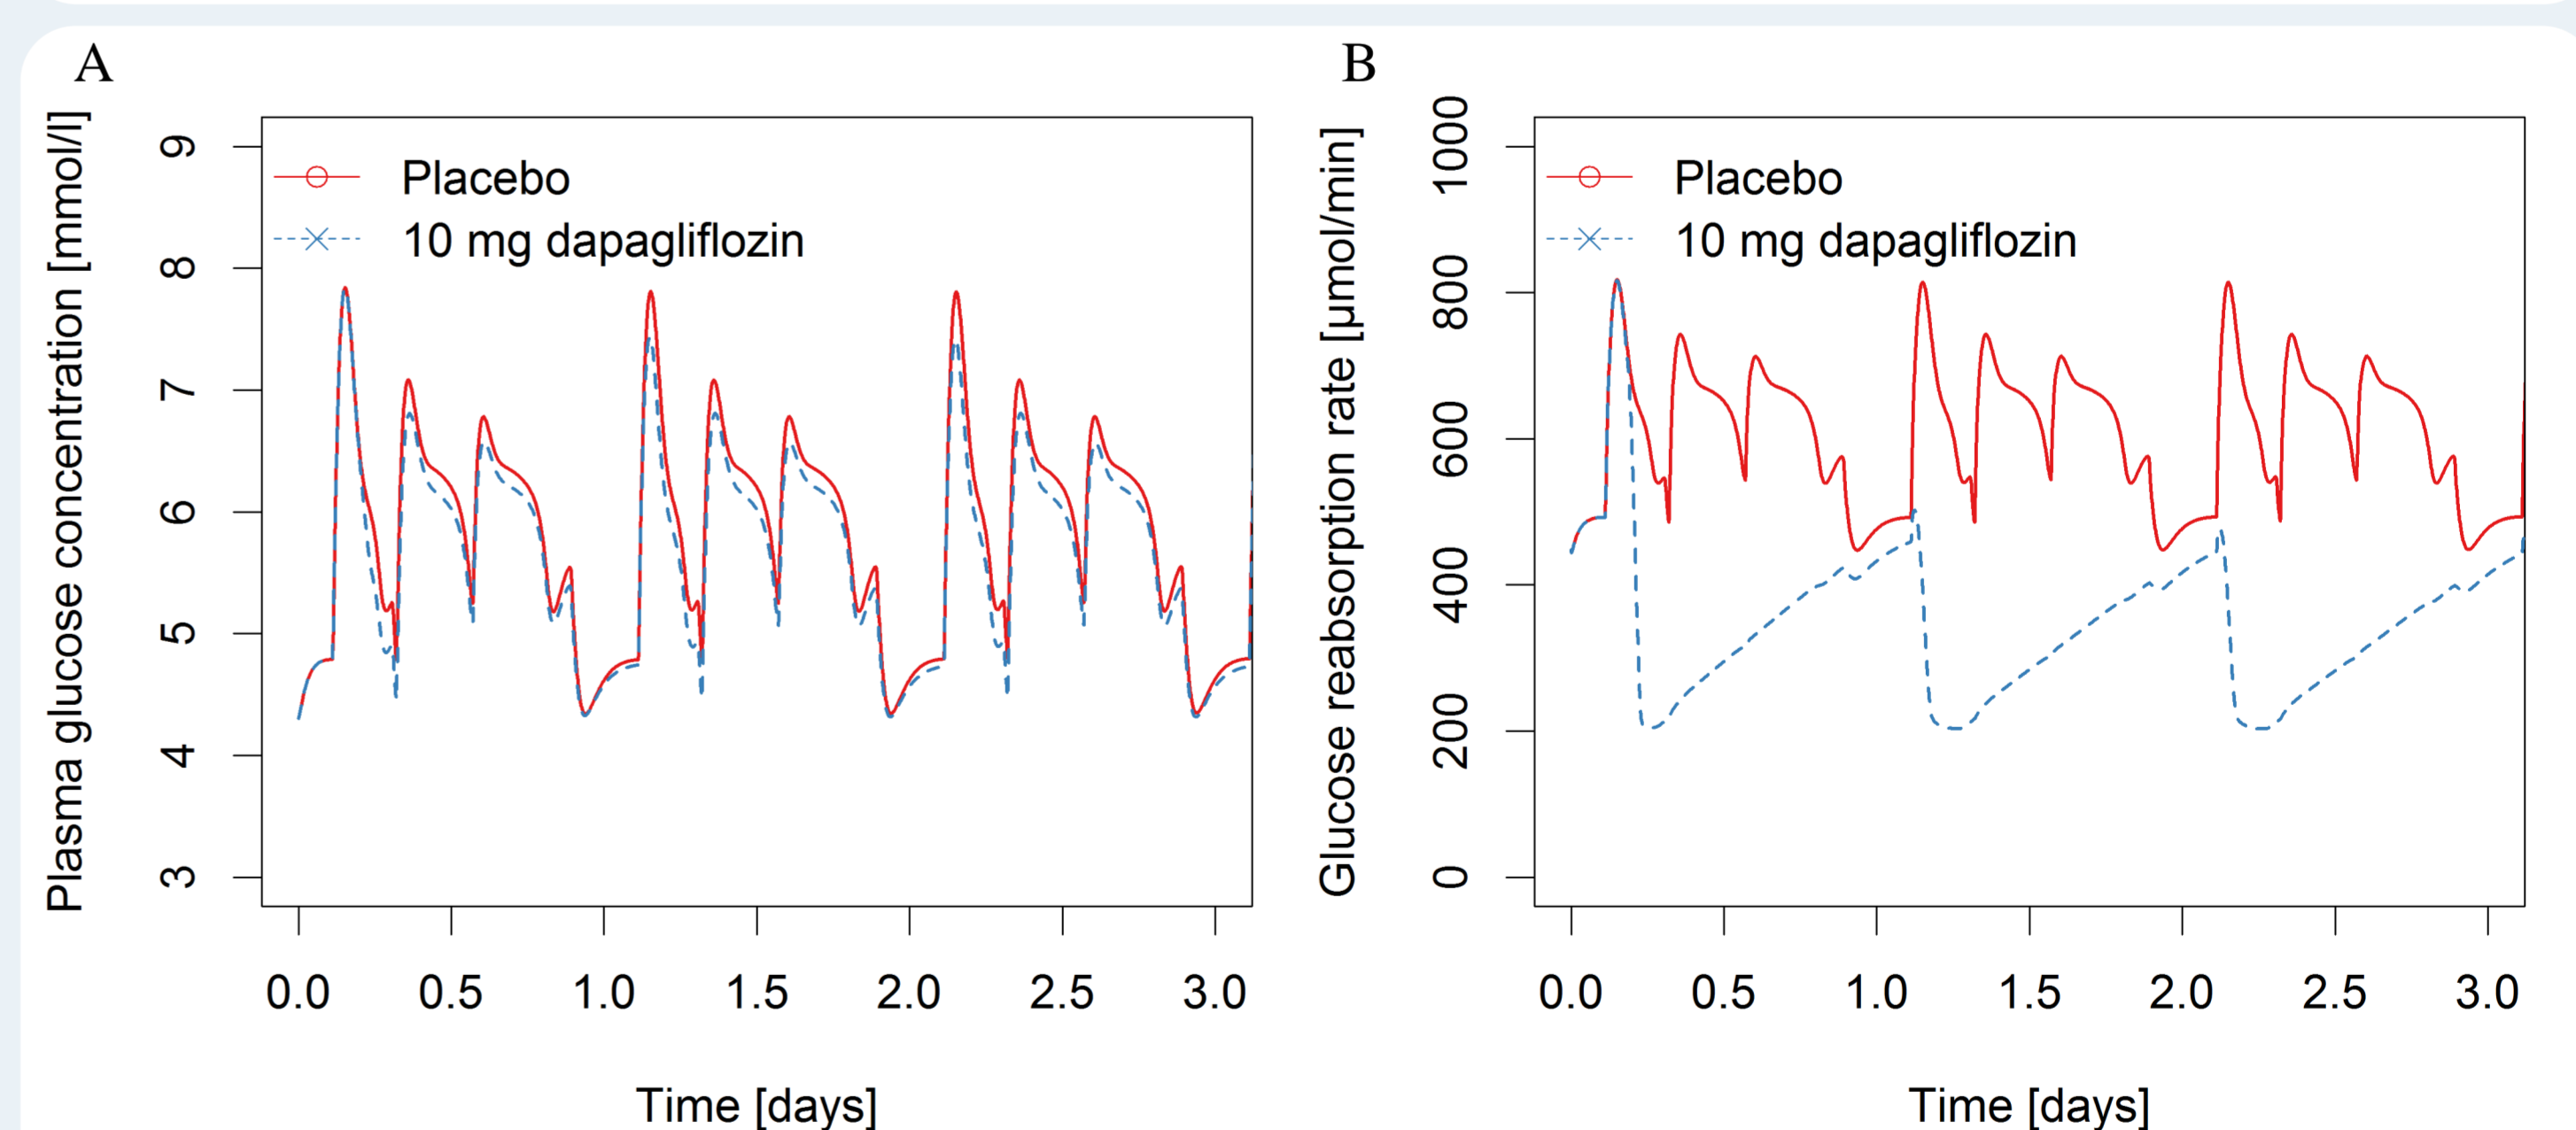 A
Plasma glucose concentration [mmol/l]
9
8
7
6
5
4
3
Placebo
10 mg dapagliflozin
0.0 0.5 1.0 1.5 2.0 2.5 3.0
Time [days]
B
Glucose reabsorption rate [µmol/min]
1000
800
600
400
200
0
Placebo
10 mg dapagliflozin
0.0 0.5 1.0 1.5 2.0 2.5 3.0
Time [days]